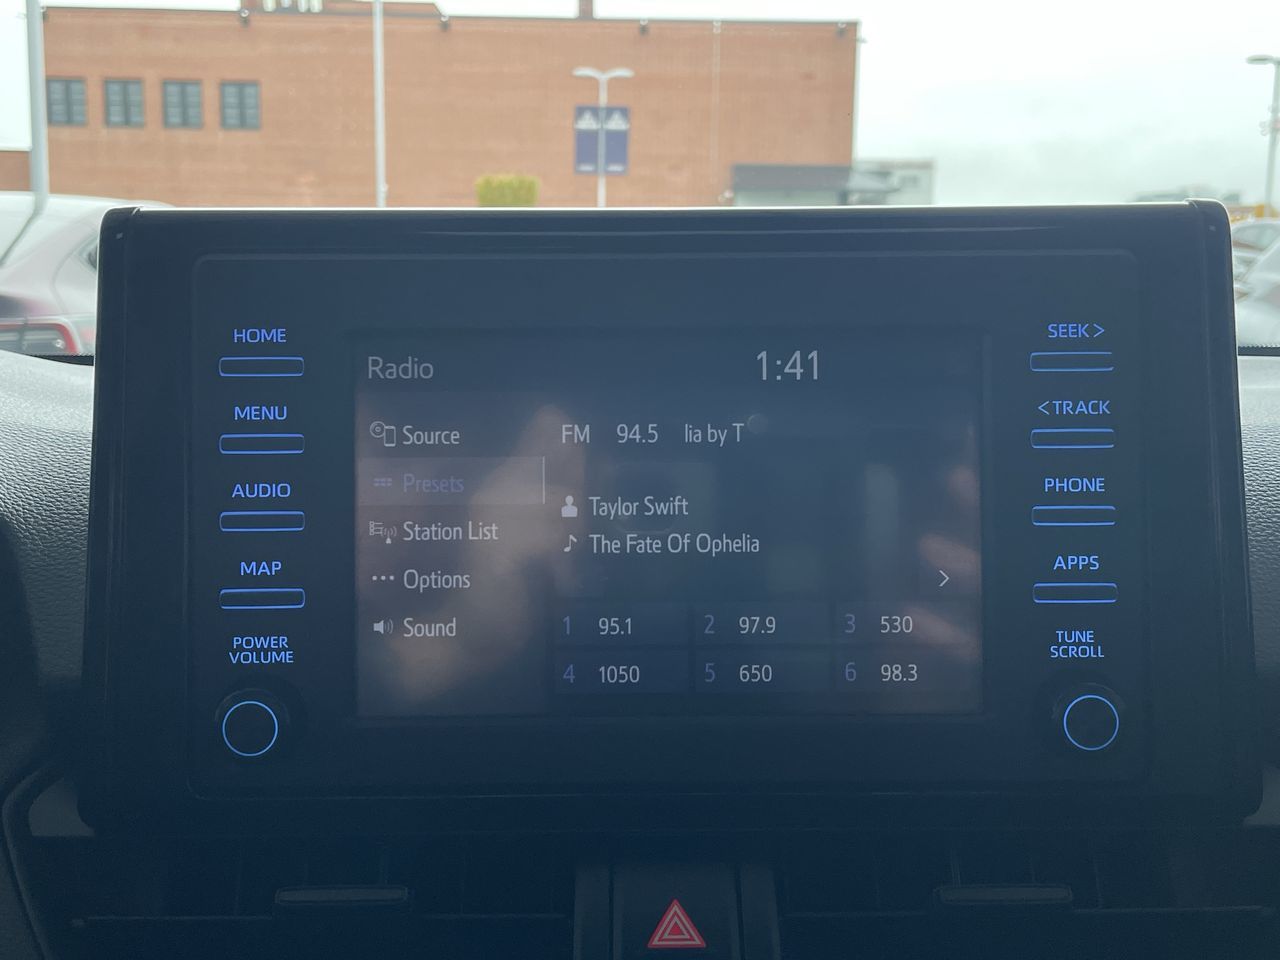 HOME
MENU
AUDIO
MAP
POWER
VOLUME
Radio
1:41
Source
Presets
Station List
Options
Sound
FM 94.5 lia by T
Taylor Swift
The Fate Of Ophelia
1 95.1 2 97.9 3 530
4 1050 5 650 6 98.3
SEEK >
< TRACK
PHONE
APPS
TUNE
SCROLL